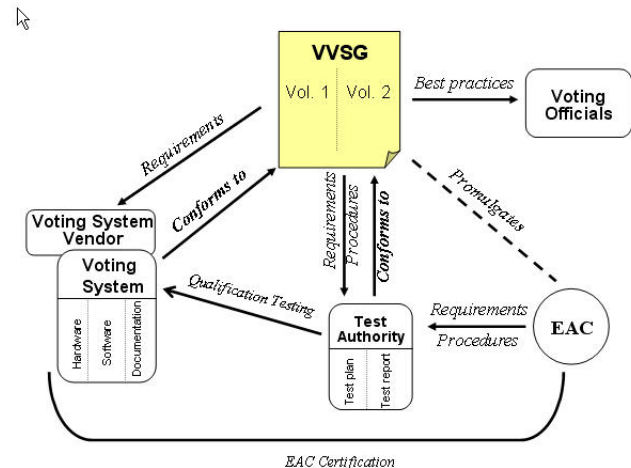 VVSG
Vol. 1
Vol. 2
Best practices
Voting
Officials
Requirements
Conforms to
Requirements
Procedures
Conforms to
Promulgates
Voting System
Vendor
Voting
System
Hardware
Software
Documentation
Qualification Testing
Test
Authority
Test plan
Test report
Requirements
Procedures
EAC
EAC Certification